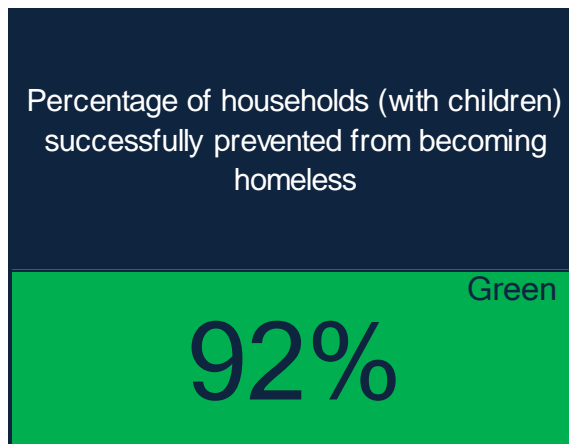 Percentage of households (with children)
successfully prevented from becoming
homeless
Green
92%